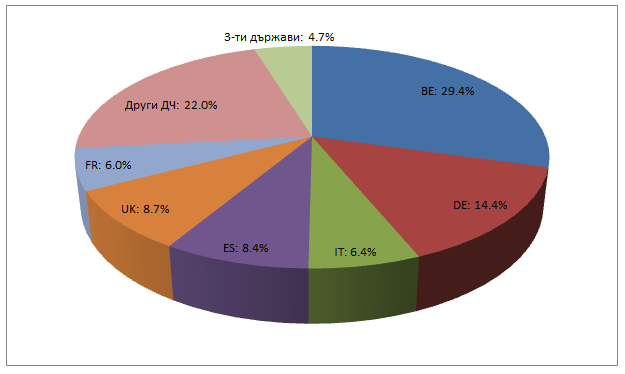 3-ти държави: 4.7%
BE: 29.4%
Други ДЧ: 22.0%
FR: 6.0%
DE: 14.4%
UK: 8.7%
ES: 8.4%
IT: 6.4%